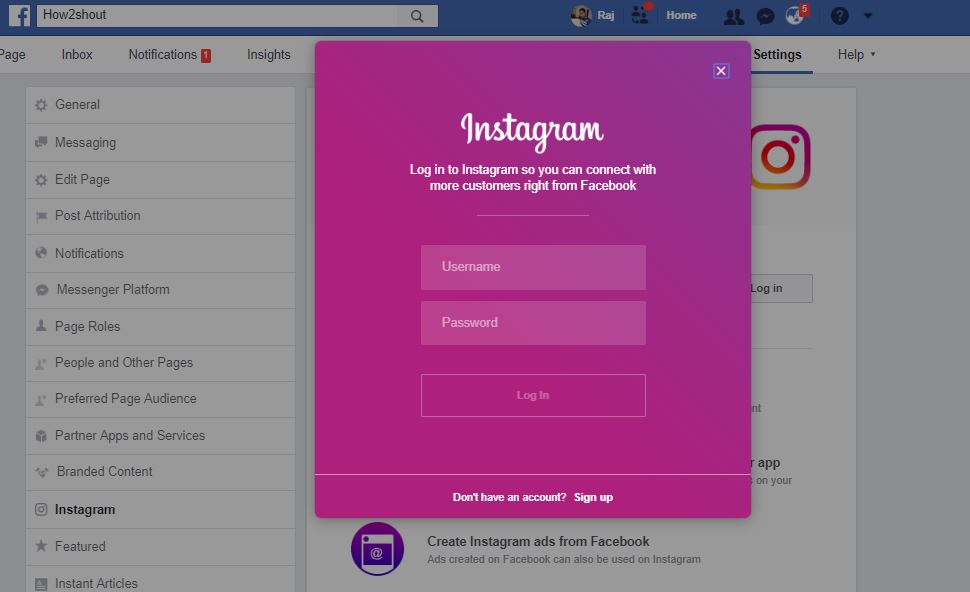 How2shout
Raj
Home
5
?
Page
Inbox
Notifications 1
Insights
Settings
Help
General
Messaging
Edit Page
Post Attribution
Notifications
Messenger Platform
Page Roles
People and Other Pages
Preferred Page Audience
Partner Apps and Services
Branded Content
Instagram
Featured
Instant Articles
Instagram
Log in to Instagram so you can connect with
more customers right from Facebook
Username
Password
Log In
Don't have an account? Sign up
Log in
nt
r app
s on your
@
Create Instagram ads from Facebook
Ads created on Facebook can also be used on Instagram